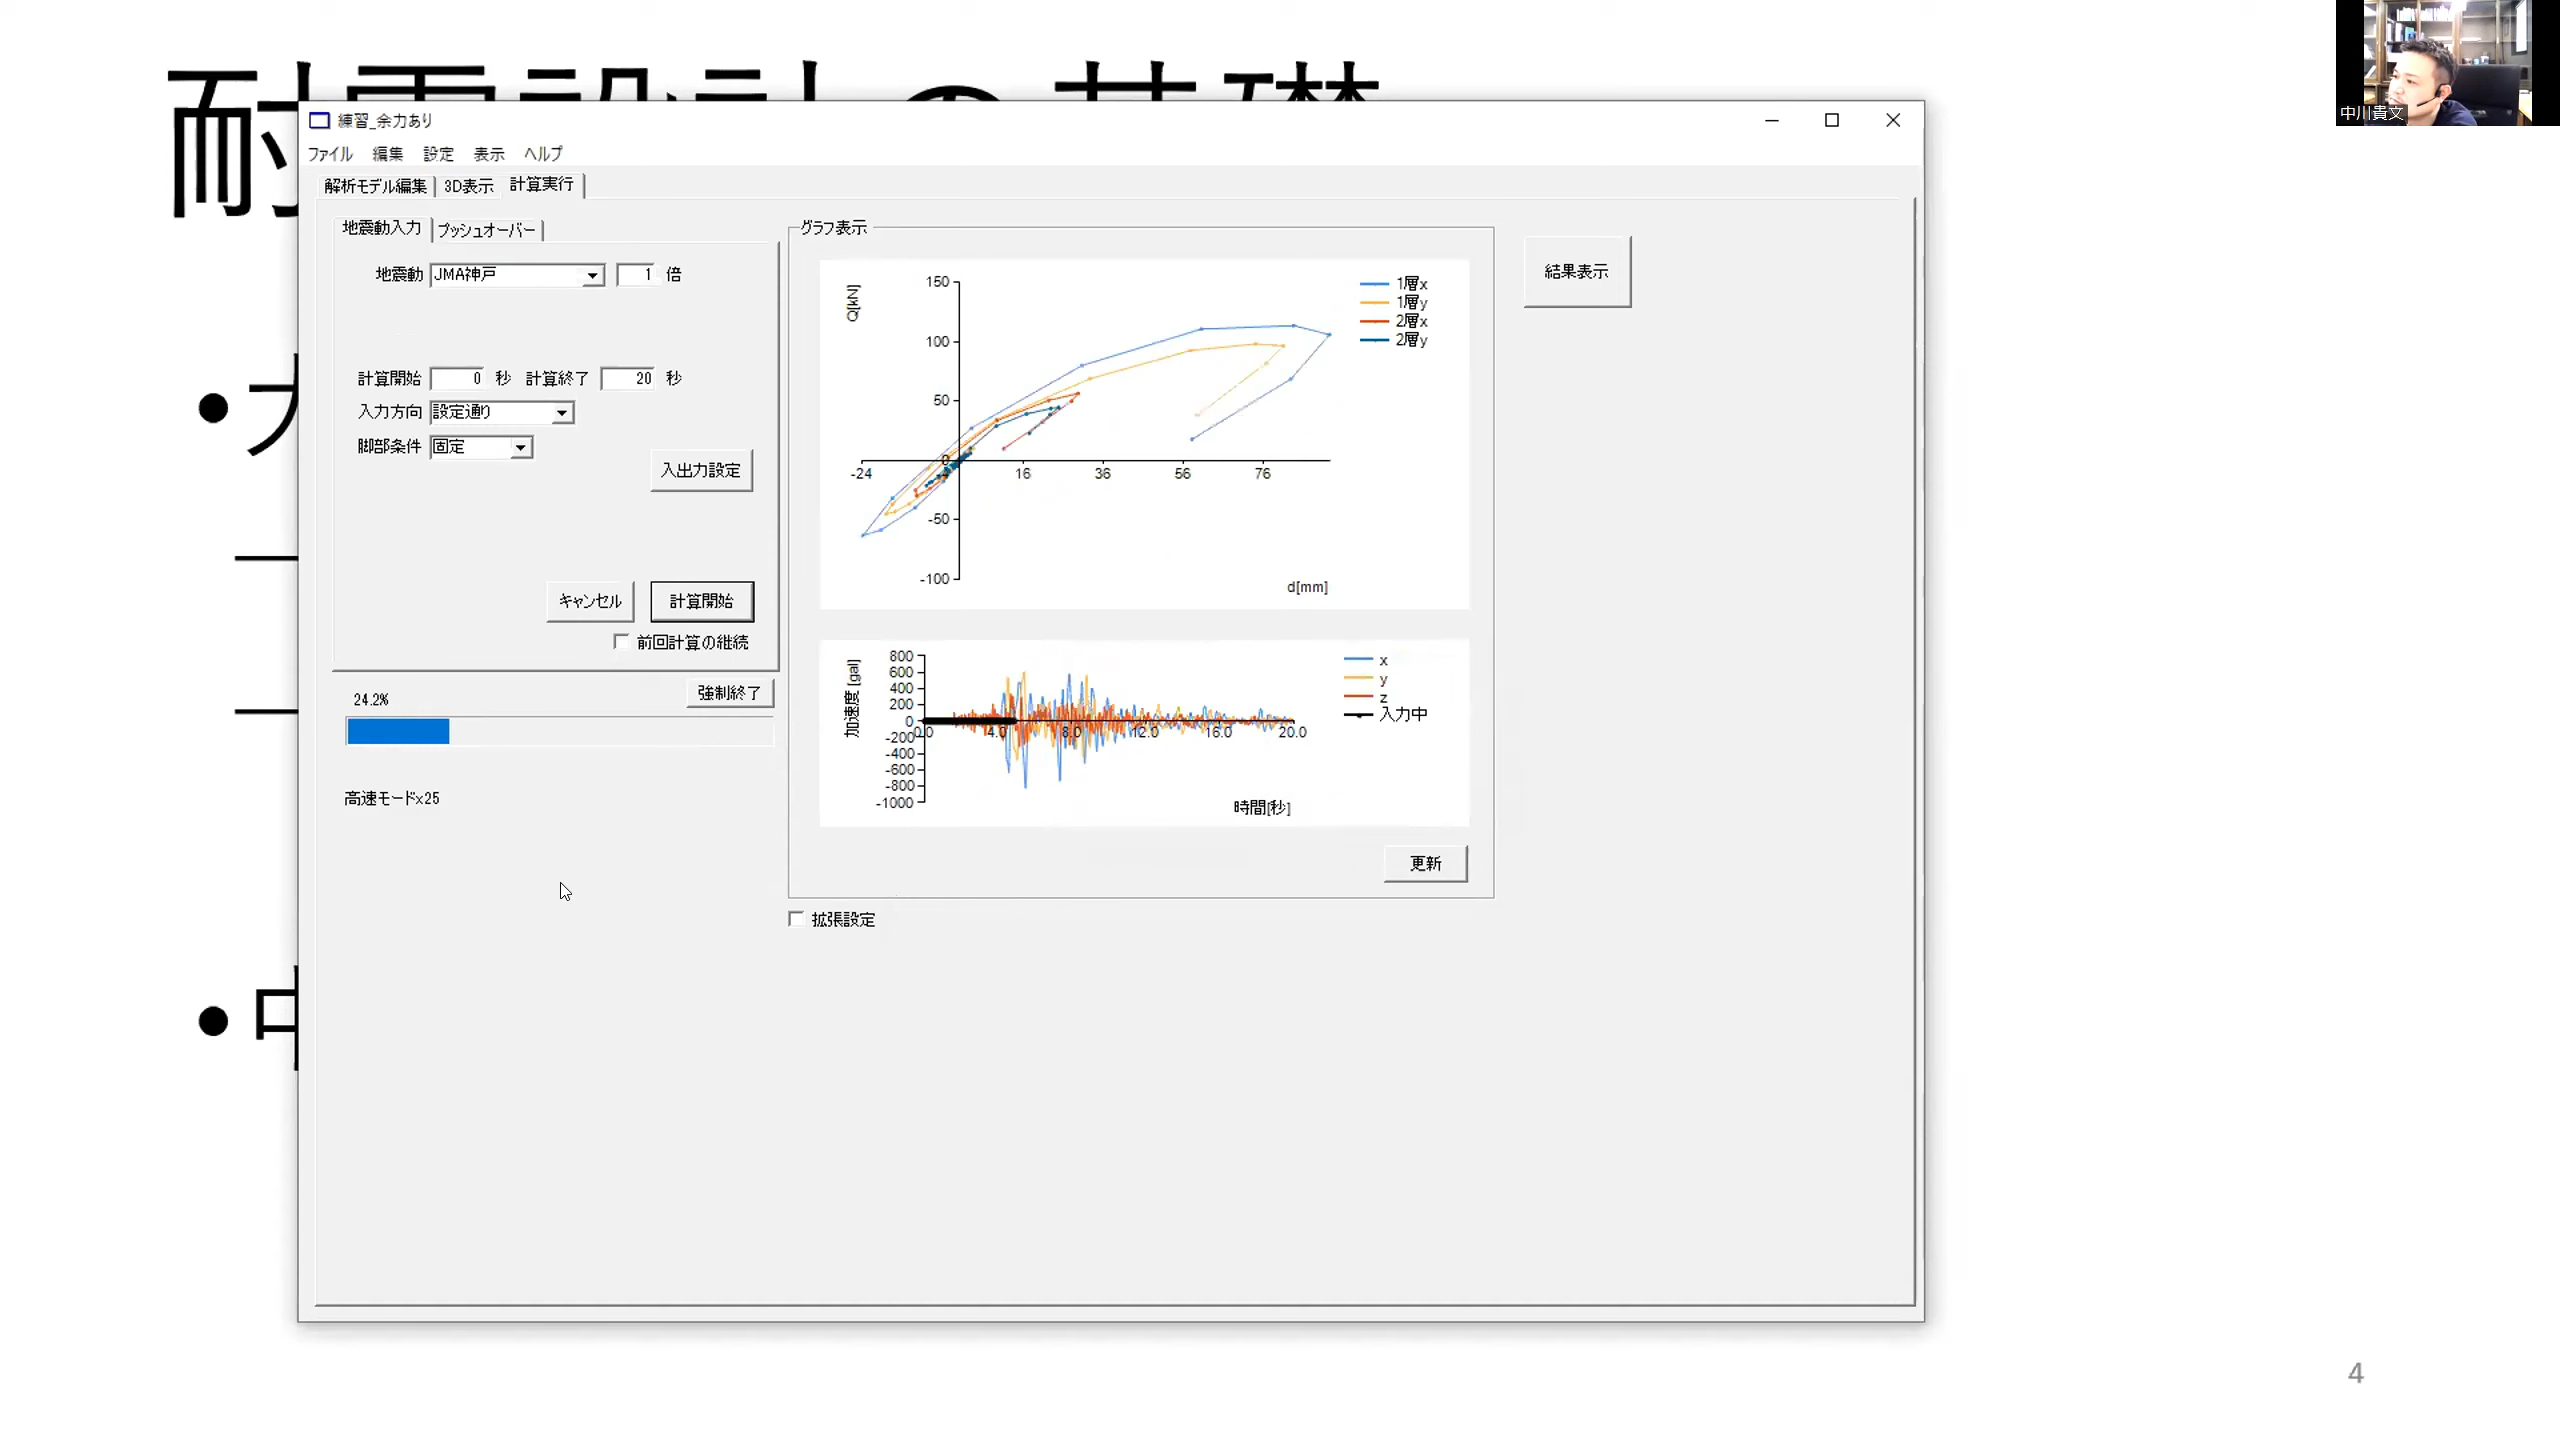 耐震設計の基礎
中川貴文
練習_余力あり
ファイル 編集 設定 表示 ヘルプ
解析モデル編集 3D表示 計算実行
地震動入力 プッシュオーバー
地震動 JMA神戸 1 倍
計算開始 0 秒 計算終了 20 秒
入力方向 設定通り
脚部条件 固定
入出力設定
キャンセル 計算開始
前回計算の継続
24.2%
強制終了
高速モードx25
グラフ表示
Q[kN]
150
100
50
0
-50
-100
-24 16 36 56 76
d[mm]
1層x
1層y
2層x
2層y
加速度 [gal]
800
600
400
200
0
-200
-400
-600
-800
-1000
0.0 4.0 8.0 12.0 16.0 20.0
時間[秒]
x
y
z
入力中
更新
拡張設定
結果表示
4